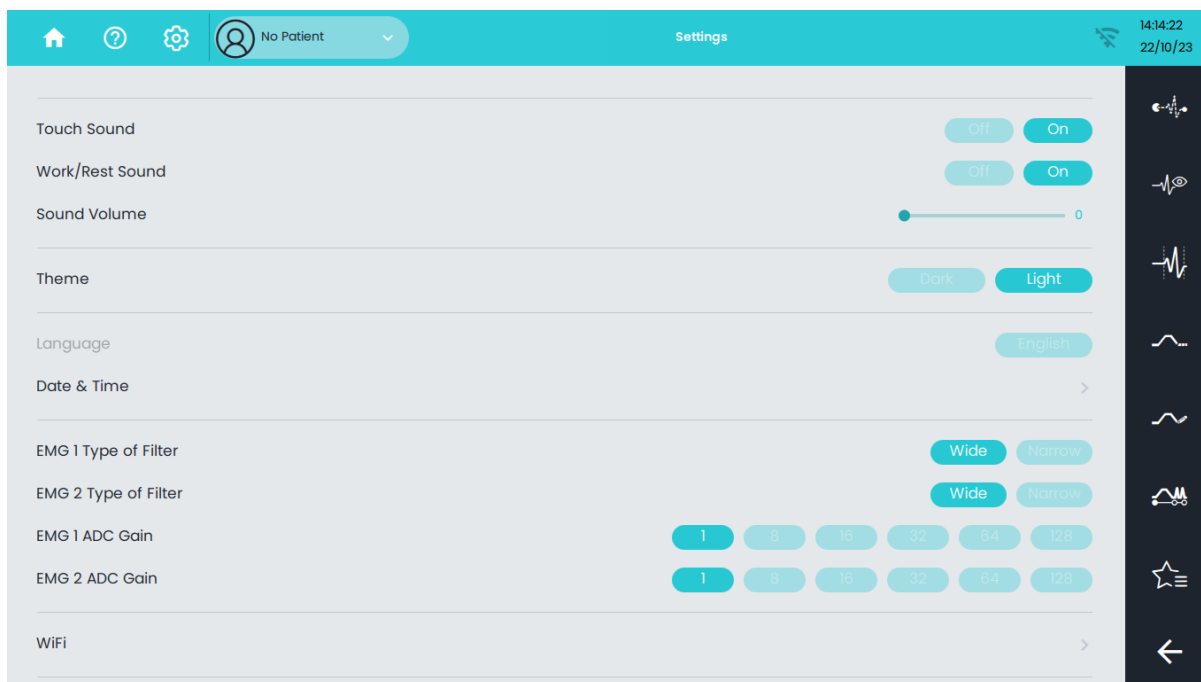 No Patient
Settings
14:14:22
22/10/23
Touch Sound Off On
Work/Rest Sound Off On
Sound Volume 0
Theme Dark Light
Language English
Date & Time
EMG 1 Type of Filter Wide Narrow
EMG 2 Type of Filter Wide Narrow
EMG 1 ADC Gain 1 8 16 32 64 128
EMG 2 ADC Gain 1 8 16 32 64 128
WiFi